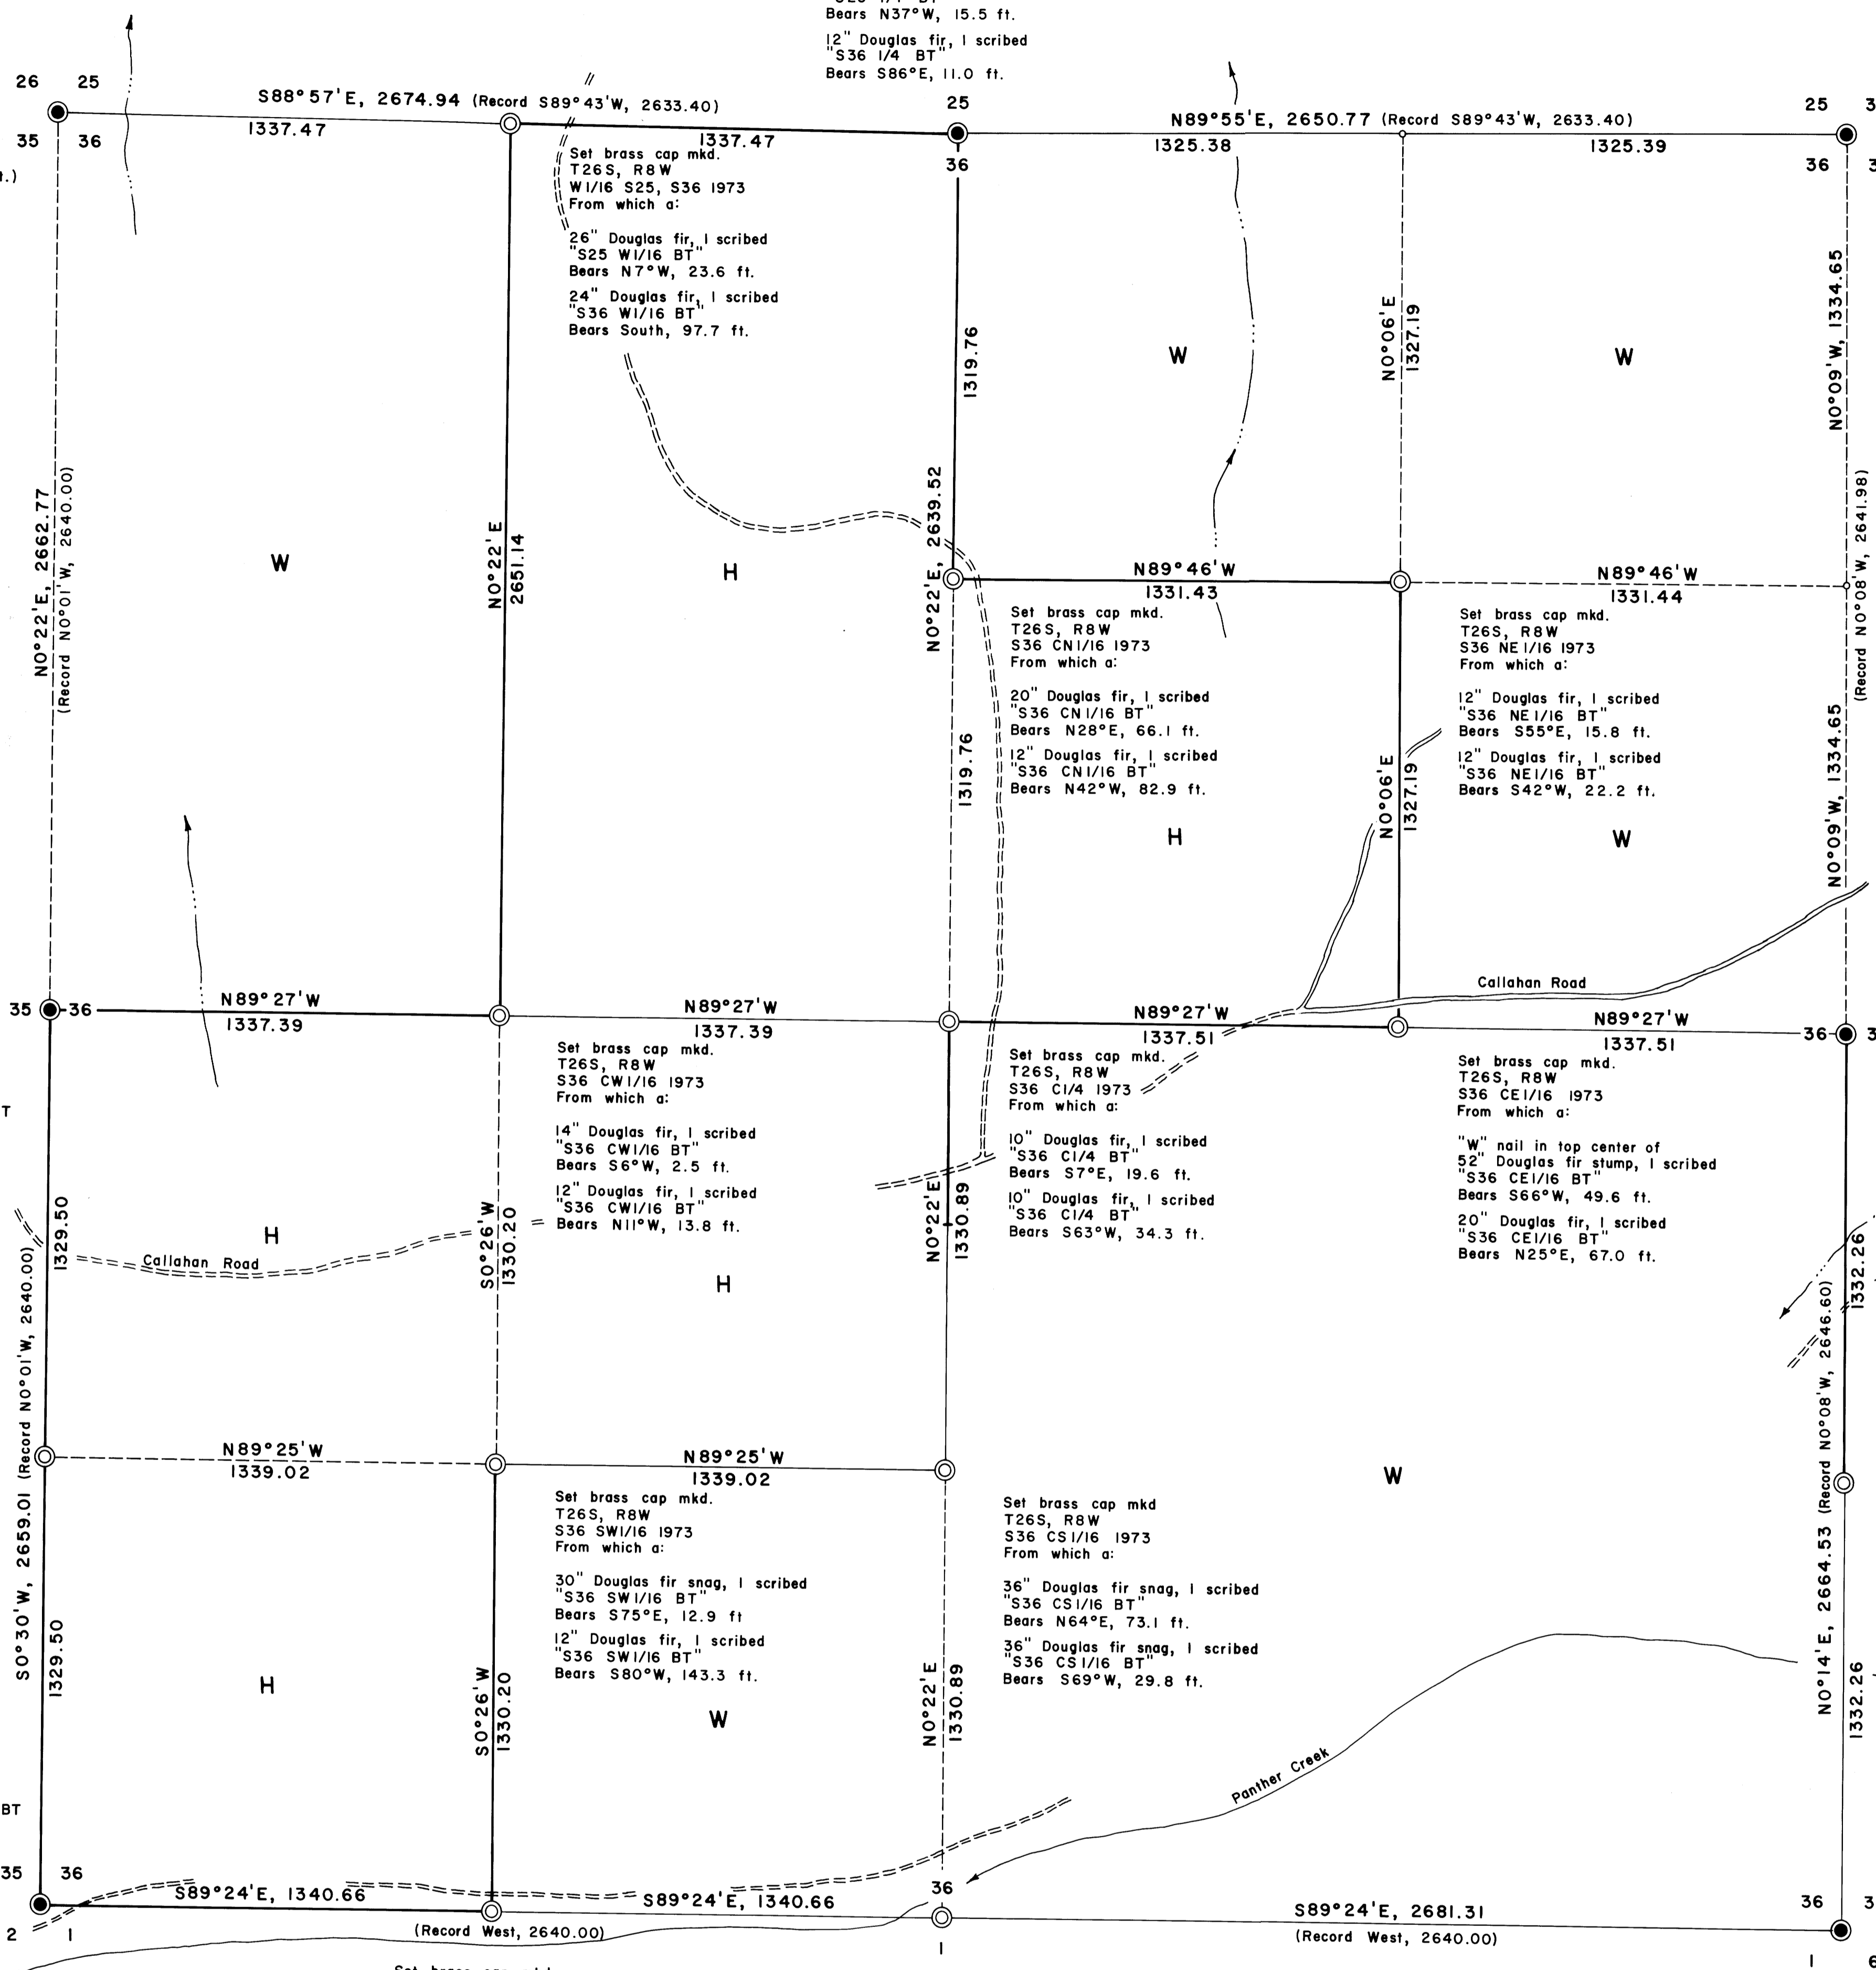 Bears N37°W, 15.5 ft.
12" Douglas fir, I scribed
"S36 1/4 BT"
Bears S86°E, 11.0 ft.
26 25
S88°57'E, 2674.94 (Record S89°43'W, 2633.40)
25
N89°55'E, 2650.77 (Record S89°43'W, 2633.40)
25
35 36
1337.47
1337.47
36
1325.38
1325.39
36
Set brass cap mkd.
T26S, R8W
W1/16 S25, S36 1973
From which a:
26" Douglas fir, I scribed
"S25 W1/16 BT"
Bears N7°W, 23.6 ft.
24" Douglas fir, I scribed
"S36 W1/16 BT"
Bears South, 97.7 ft.
1319.76
N0°06'E
1327.19
N0°09'W, 1334.65
W
W
N0°22'E, 2662.77
(Record N0°01'W, 2640.00)
W
N0°22'E
2651.14
H
N0°22'E, 2639.52
(Record N0°08'W, 2641.98)
N89°46'W
1331.43
N89°46'W
1331.44
Set brass cap mkd.
T26S, R8W
S36 CN1/16 1973
From which a:
20" Douglas fir, I scribed
"S36 CN1/16 BT"
Bears N28°E, 66.1 ft.
12" Douglas fir, I scribed
"S36 CN1/16 BT"
Bears N42°W, 82.9 ft.
Set brass cap mkd.
T26S, R8W
S36 NE1/16 1973
From which a:
12" Douglas fir, I scribed
"S36 NE1/16 BT"
Bears S55°E, 15.8 ft.
12" Douglas fir, I scribed
"S36 NE1/16 BT"
Bears S42°W, 22.2 ft.
1319.76
N0°06'E
1327.19
N0°09'W, 1334.65
H
W
Callahan Road
35 36
N89°27'W
1337.39
N89°27'W
1337.39
N89°27'W
1337.51
N89°27'W
1337.51
36
Set brass cap mkd.
T26S, R8W
S36 CW1/16 1973
From which a:
14" Douglas fir, I scribed
"S36 CW1/16 BT"
Bears S6°W, 2.5 ft.
12" Douglas fir, I scribed
"S36 CW1/16 BT"
Bears N11°W, 13.8 ft.
Set brass cap mkd.
T26S, R8W
S36 C1/4 1973
From which a:
10" Douglas fir, I scribed
"S36 C1/4 BT"
Bears S7°E, 19.6 ft.
10" Douglas fir, I scribed
"S36 C1/4 BT"
Bears S63°W, 34.3 ft.
Set brass cap mkd.
T26S, R8W
S36 CE1/16 1973
From which a:
"W" nail in top center of
52" Douglas fir stump, I scribed
"S36 CE1/16 BT"
Bears S66°W, 49.6 ft.
20" Douglas fir, I scribed
"S36 CE1/16 BT"
Bears N25°E, 67.0 ft.
1329.50
H
Callahan Road
S0°26'W
1330.20
H
N0°22'E
1330.89
1332.26
S0°30'W, 2659.01 (Record N0°01'W, 2640.00)
N0°14'E, 2664.53 (Record N0°08'W, 2646.60)
N89°25'W
1339.02
N89°25'W
1339.02
W
Set brass cap mkd.
T26S, R8W
S36 SW1/16 1973
From which a:
30" Douglas fir snag, I scribed
"S36 SW1/16 BT"
Bears S75°E, 12.9 ft
12" Douglas fir, I scribed
"S36 SW1/16 BT"
Bears S80°W, 143.3 ft.
Set brass cap mkd
T26S, R8W
S36 CS1/16 1973
From which a:
36" Douglas fir snag, I scribed
"S36 CS1/16 BT"
Bears N64°E, 73.1 ft.
36" Douglas fir snag, I scribed
"S36 CS1/16 BT"
Bears S69°W, 29.8 ft.
1329.50
H
S0°26'W
1330.20
W
N0°22'E
1330.89
1332.26
Panther Creek
BT
35 36
S89°24'E, 1340.66
S89°24'E, 1340.66
36
S89°24'E, 2681.31
36
2 1
(Record West, 2640.00)
1
(Record West, 2640.00)
1